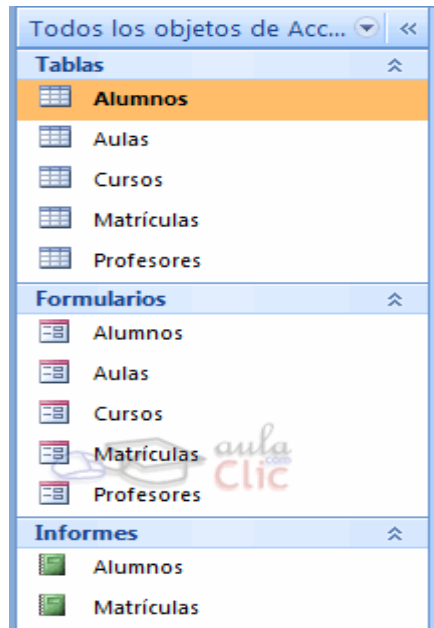 Todos los objetos de Acc...
Tablas
Alumnos
Aulas
Cursos
Matrículas
Profesores
Formularios
Alumnos
Aulas
Cursos
Matrículas
Profesores
aula
.com
Clic
Informes
Alumnos
Matrículas